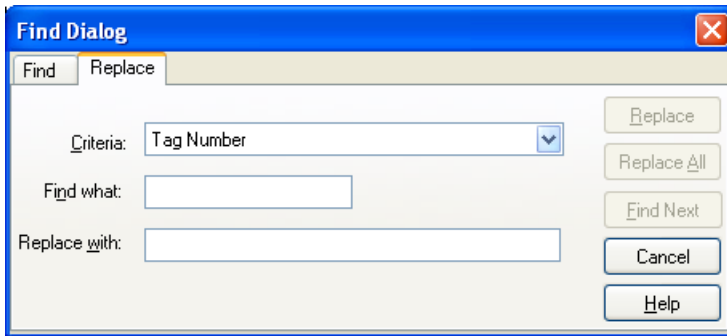 Find Dialog
Find
Replace
Criteria:
Tag Number
Find what:
Replace with:
Replace
Replace All
Find Next
Cancel
Help